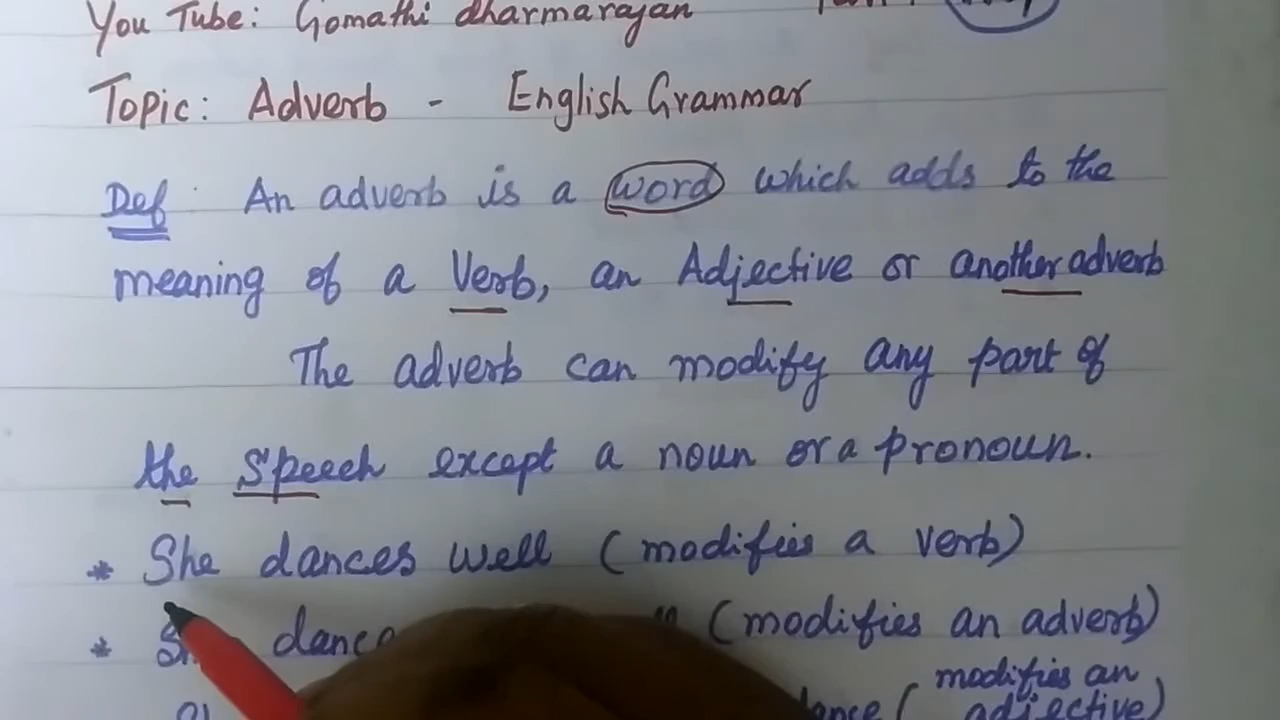 You Tube: Gomathi dharmarajan
Topic: Adverb - English Grammar
Def: An adverb is a word which adds to the
meaning of a Verb, an Adjective or another adverb
The adverb can modify any part of
the Speech except a noun or a pronoun.
* She dances well (modifies a verb)
* (modifies an adverb)
(modifies an
adjective)